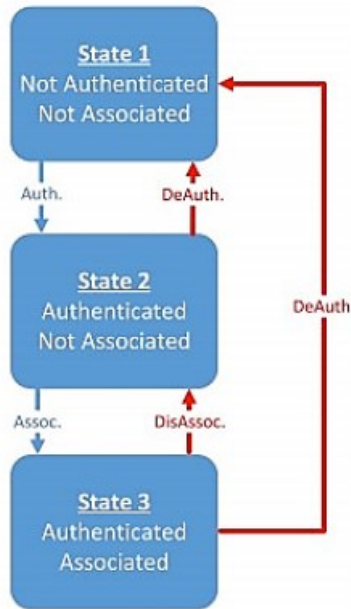 State 1
Not Authenticated
Not Associated
Auth.
DeAuth.
State 2
Authenticated
Not Associated
DeAuth
Assoc.
DisAssoc.
State 3
Authenticated
Associated